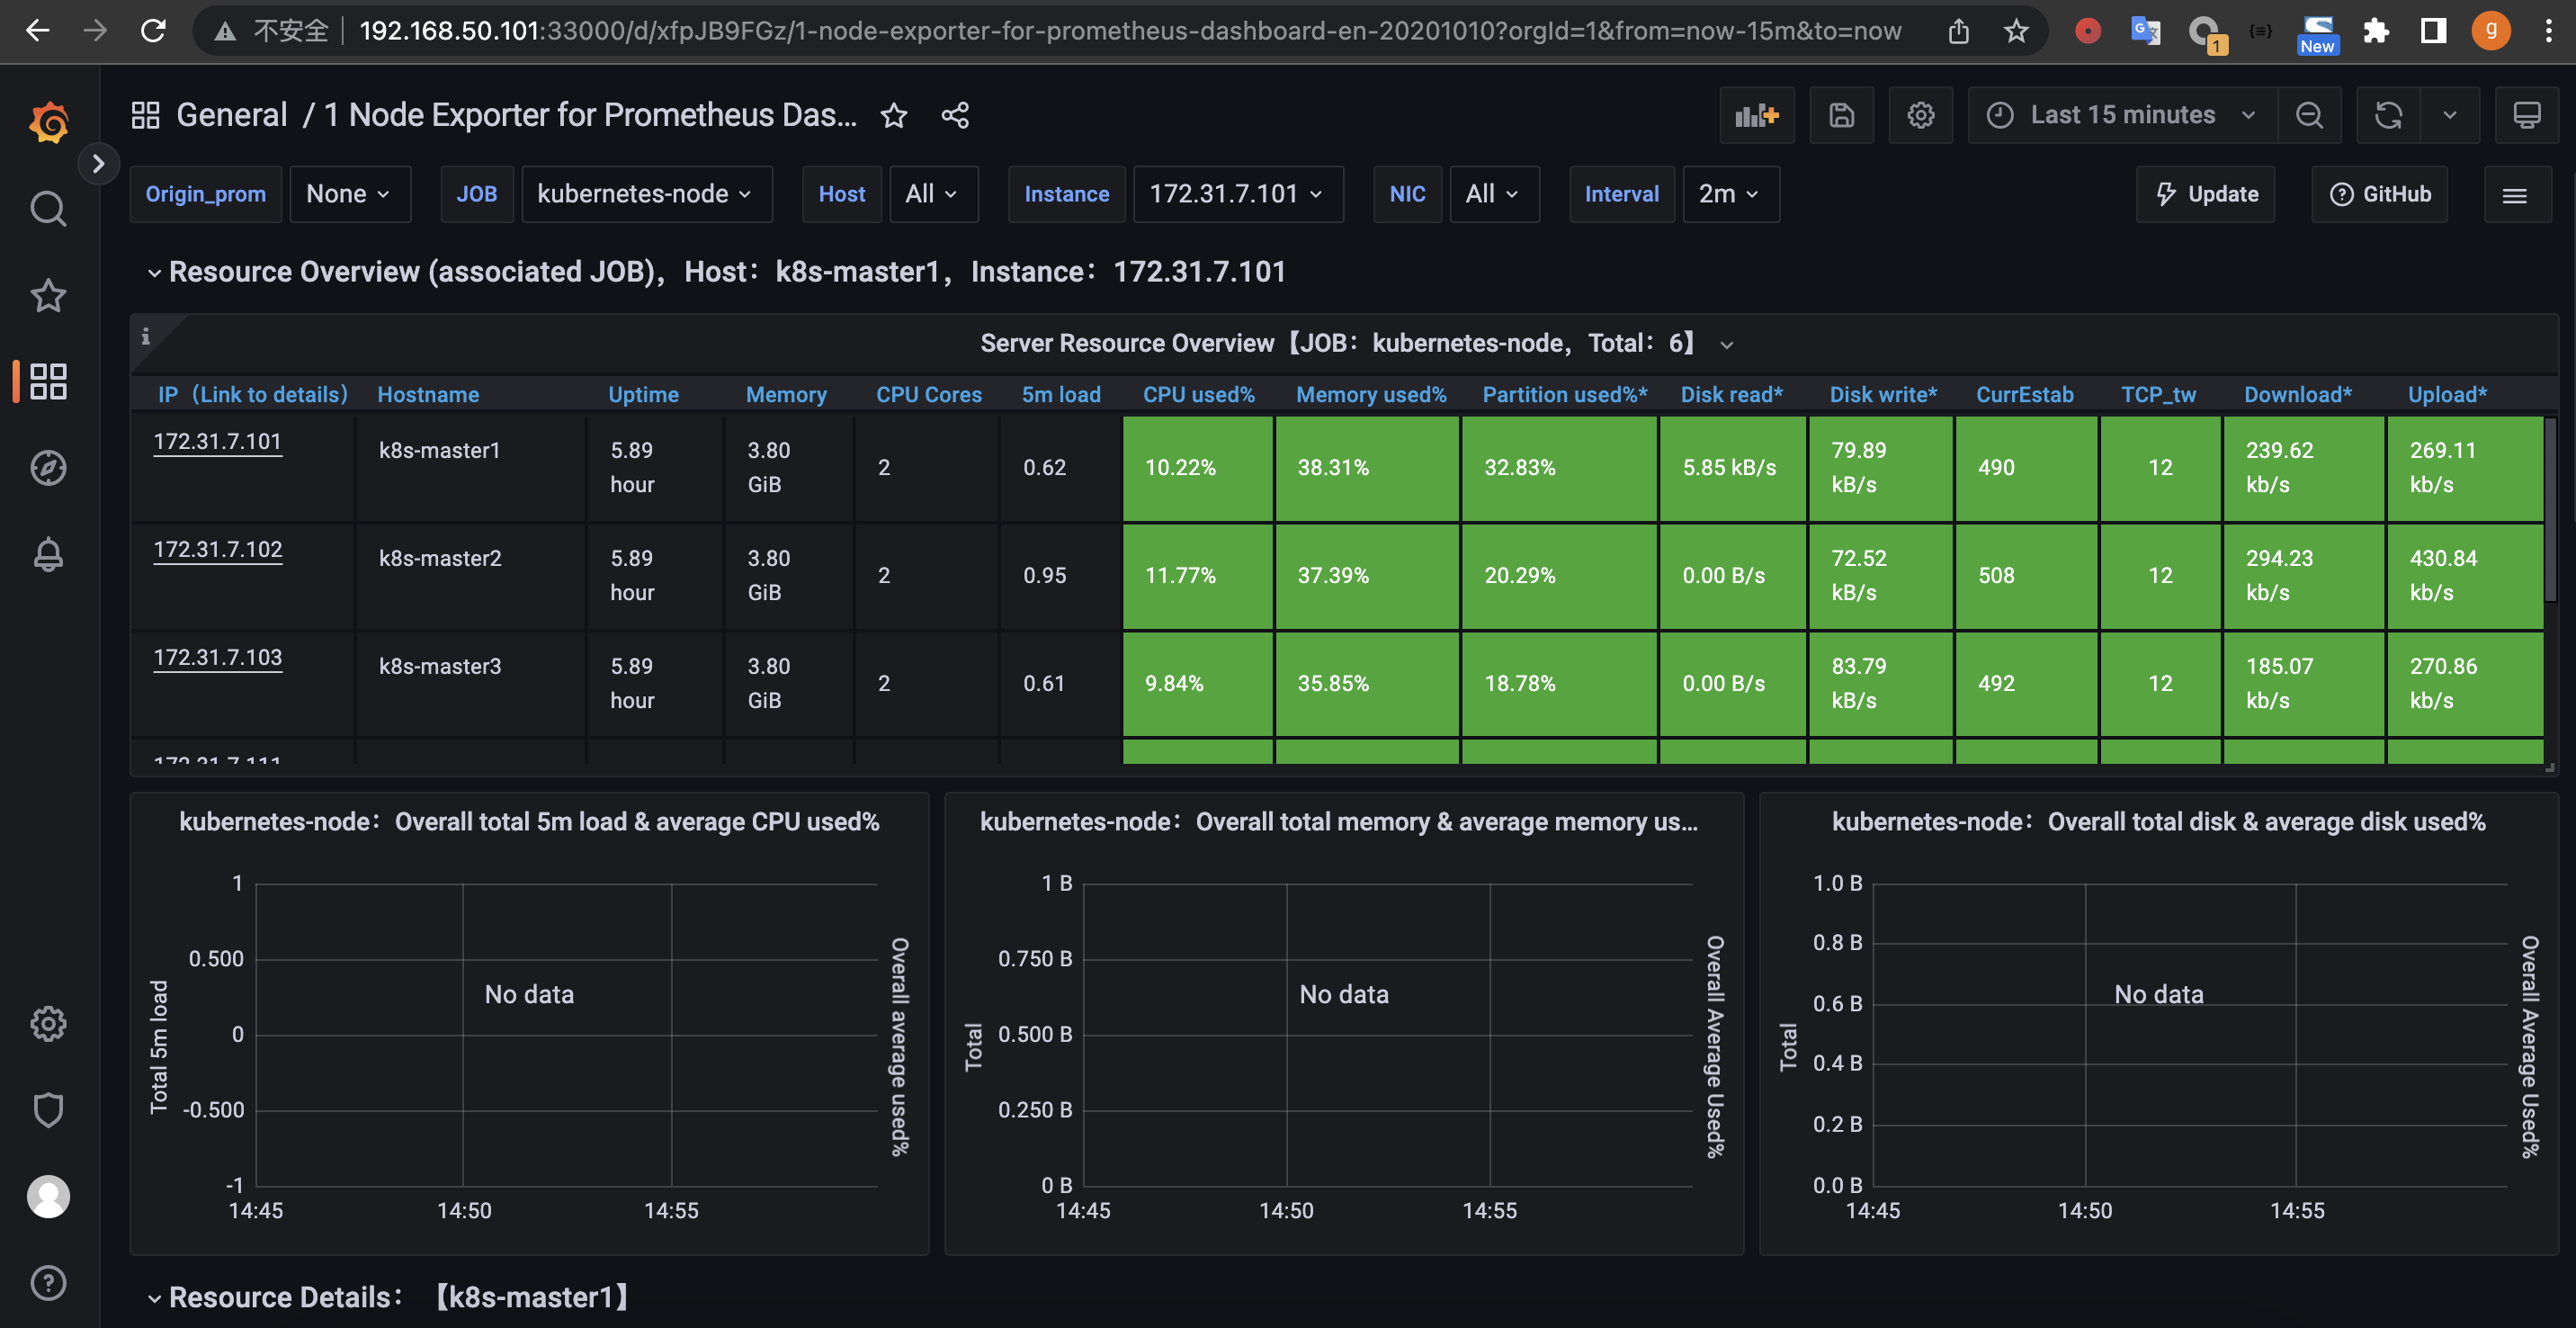 不安全 192.168.50.101:33000/d/xfpJB9FGz/1-node-exporter-for-prometheus-dashboard-en-20201010?orgId=1&from=now-15m&to=now
1 New g
General / 1 Node Exporter for Prometheus Das... Last 15 minutes
Origin_prom None JOB kubernetes-node Host All Instance 172.31.7.101 NIC All Interval 2m Update GitHub
Resource Overview (associated JOB)，Host：k8s-master1，Instance：172.31.7.101
Server Resource Overview【JOB：kubernetes-node，Total：6】
IP（Link to details） Hostname Uptime Memory CPU Cores 5m load CPU used% Memory used% Partition used%* Disk read* Disk write* CurrEstab TCP_tw Download* Upload*
172.31.7.101 k8s-master1 5.89 hour 3.80 GiB 2 0.62 10.22% 38.31% 32.83% 5.85 kB/s 79.89 kB/s 490 12 239.62 kb/s 269.11 kb/s
172.31.7.102 k8s-master2 5.89 hour 3.80 GiB 2 0.95 11.77% 37.39% 20.29% 0.00 B/s 72.52 kB/s 508 12 294.23 kb/s 430.84 kb/s
172.31.7.103 k8s-master3 5.89 hour 3.80 GiB 2 0.61 9.84% 35.85% 18.78% 0.00 B/s 83.79 kB/s 492 12 185.07 kb/s 270.86 kb/s
172.31.7.111
kubernetes-node：Overall total 5m load & average CPU used%
Total 5m load
1
0.500
0
-0.500
-1
No data
14:45 14:50 14:55
Overall average used%
kubernetes-node：Overall total memory & average memory us...
Total
1 B
0.750 B
0.500 B
0.250 B
0 B
No data
14:45 14:50 14:55
Overall Average Used%
kubernetes-node：Overall total disk & average disk used%
Total
1.0 B
0.8 B
0.6 B
0.4 B
0.2 B
0.0 B
No data
14:45 14:50 14:55
Overall Average Used%
Resource Details：【k8s-master1】